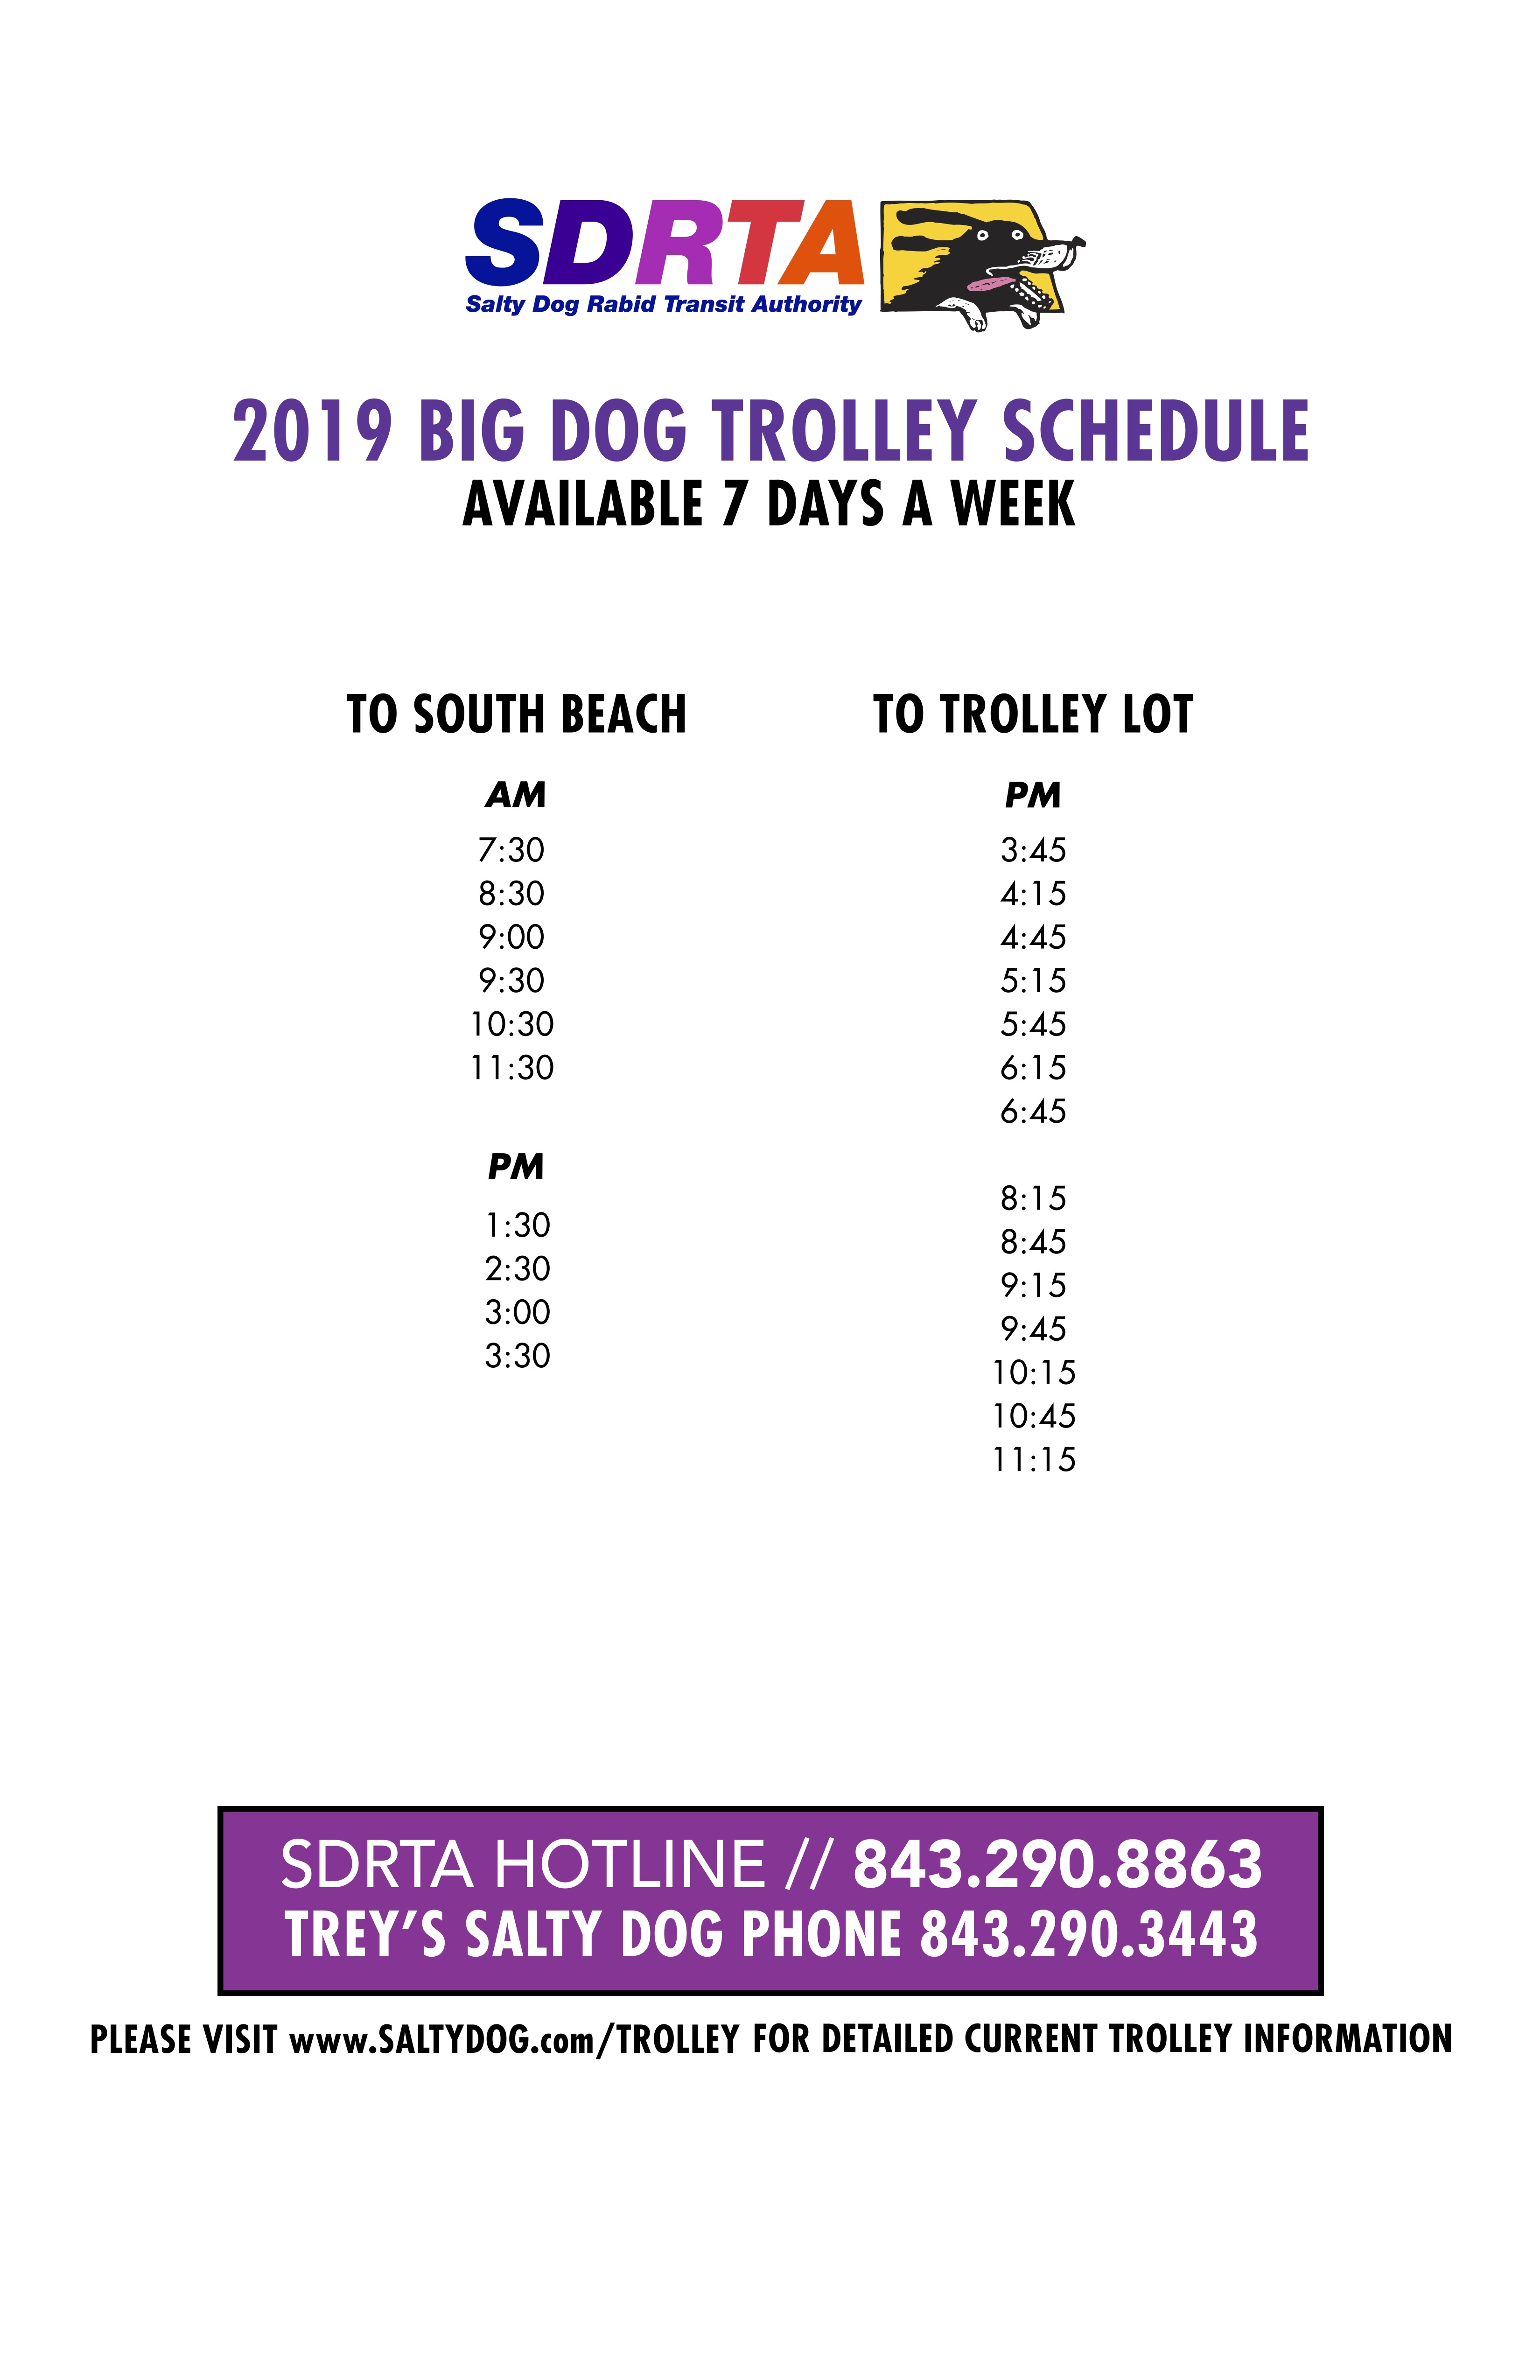 SDRTA
Salty Dog Rabid Transit Authority
2019 BIG DOG TROLLEY SCHEDULE
AVAILABLE 7 DAYS A WEEK
TO SOUTH BEACH
AM
7:30
8:30
9:00
9:30
10:30
11:30
PM
1:30
2:30
3:00
3:30
TO TROLLEY LOT
PM
3:45
4:15
4:45
5:15
5:45
6:15
6:45
8:15
8:45
9:15
9:45
10:15
10:45
11:15
SDRTA HOTLINE // 843.290.8863
TREY’S SALTY DOG PHONE 843.290.3443
PLEASE VISIT www.SALTYDOG.com/TROLLEY FOR DETAILED CURRENT TROLLEY INFORMATION